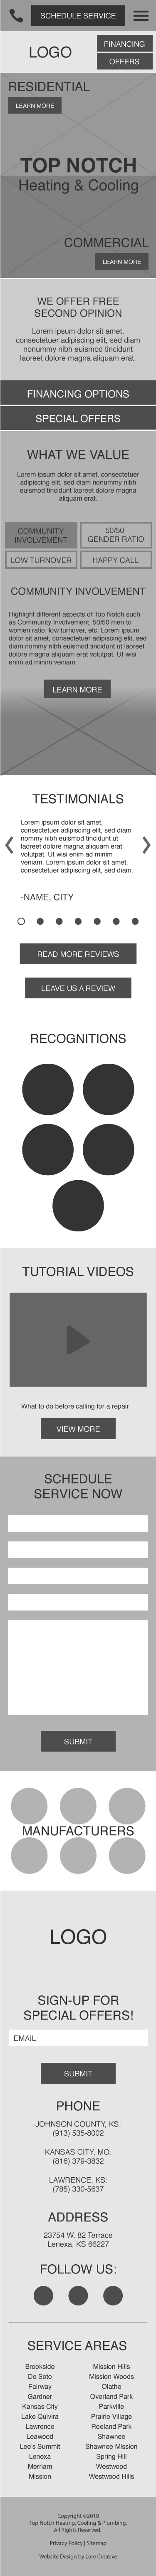 SCHEDULE SERVICE
LOGO
FINANCING
OFFERS
RESIDENTIAL
LEARN MORE
TOP NOTCH
Heating & Cooling
COMMERCIAL
LEARN MORE
WE OFFER FREE
SECOND OPINION
Lorem ipsum dolor sit amet,
consectetuer adipiscing elit, sed diam
nonummy nibh euismod tincidunt ut
laoreet dolore magna aliquam erat.
FINANCING OPTIONS
SPECIAL OFFERS
WHAT WE VALUE
Lorem ipsum dolor sit amet, consectetuer
adipiscing elit, sed diam nonummy nibh
euismod tincidunt ut laoreet dolore magna
aliquam erat.
COMMUNITY
INVOLVEMENT
50/50
GENDER RATIO
LOW TURNOVER
HAPPY CALL
COMMUNITY INVOLVEMENT
Highlight different aspects of Top Notch such
as Community Involvement, 50/50 men to
women ratio, low turnover, etc. Lorem ipsum
dolor sit amet, consectetuer adipiscing elit, sed
diam nonummy nibh euismod tincidunt ut laoreet
dolore magna aliquam erat volutpat. Ut wisi
enim ad minim veniam.
LEARN MORE
TESTIMONIALS
Lorem ipsum dolor sit amet,
consectetuer adipiscing elit, sed diam
nonummy nibh euismod tincidunt ut
laoreet dolore magna aliquam erat
volutpat. Ut wisi enim ad minim
veniam. Lorem ipsum dolor sit amet,
consectetuer adipiscing elit, sed diam.
-NAME, CITY
READ MORE REVIEWS
LEAVE US A REVIEW
RECOGNITIONS
TUTORIAL VIDEOS
What to do before calling for a repair
VIEW MORE
SCHEDULE
SERVICE NOW
SUBMIT
MANUFACTURERS
LOGO
SIGN-UP FOR
SPECIAL OFFERS!
EMAIL
SUBMIT
PHONE
JOHNSON COUNTY, KS:
(913) 535-8002
KANSAS CITY, MO:
(816) 379-3832
LAWRENCE, KS:
(785) 330-5637
ADDRESS
23754 W. 82 Terrace
Lenexa, KS 66227
FOLLOW US:
SERVICE AREAS
Brookside
De Soto
Fairway
Gardner
Kansas City
Lake Quivira
Lawrence
Leawood
Lee's Summit
Lenexa
Merriam
Mission
Mission Hills
Mission Woods
Olathe
Overland Park
Parkville
Prairie Village
Roeland Park
Shawnee
Shawnee Mission
Spring Hill
Westwood
Westwood Hills
Copyright ©2019
Top Notch Heating, Cooling & Plumbing.
All Rights Reserved.
Privacy Policy | Sitemap
Website Design by Lure Creative